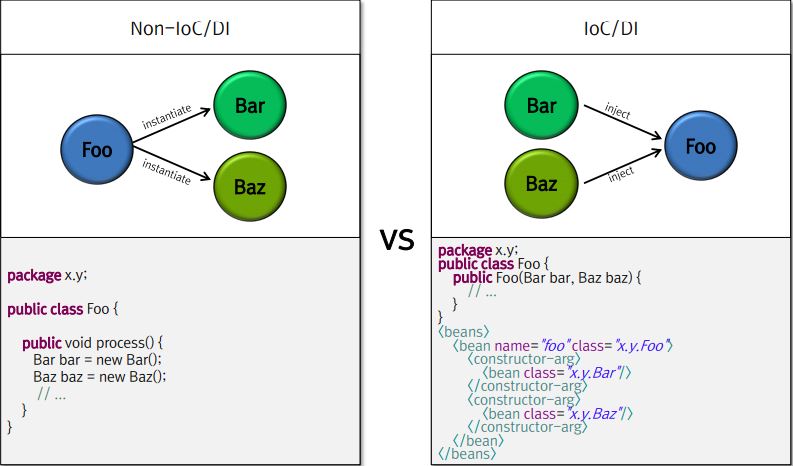 Non-IoC/DI
Foo
instantiate
instantiate
Bar
Baz
package x.y;
public class Foo {
public void process() {
Bar bar = new Bar();
Baz baz = new Baz();
// ...
}
}
VS
IoC/DI
Bar
Baz
inject
inject
Foo
package x.y;
public class Foo {
public Foo(Bar bar, Baz baz) {
// ...
}
}
<beans>
<bean name="foo" class="x.y.Foo">
<constructor-arg>
<bean class="x.y.Bar"/>
</constructor-arg>
<constructor-arg>
<bean class="x.y.Baz"/>
</constructor-arg>
</bean>
</beans>